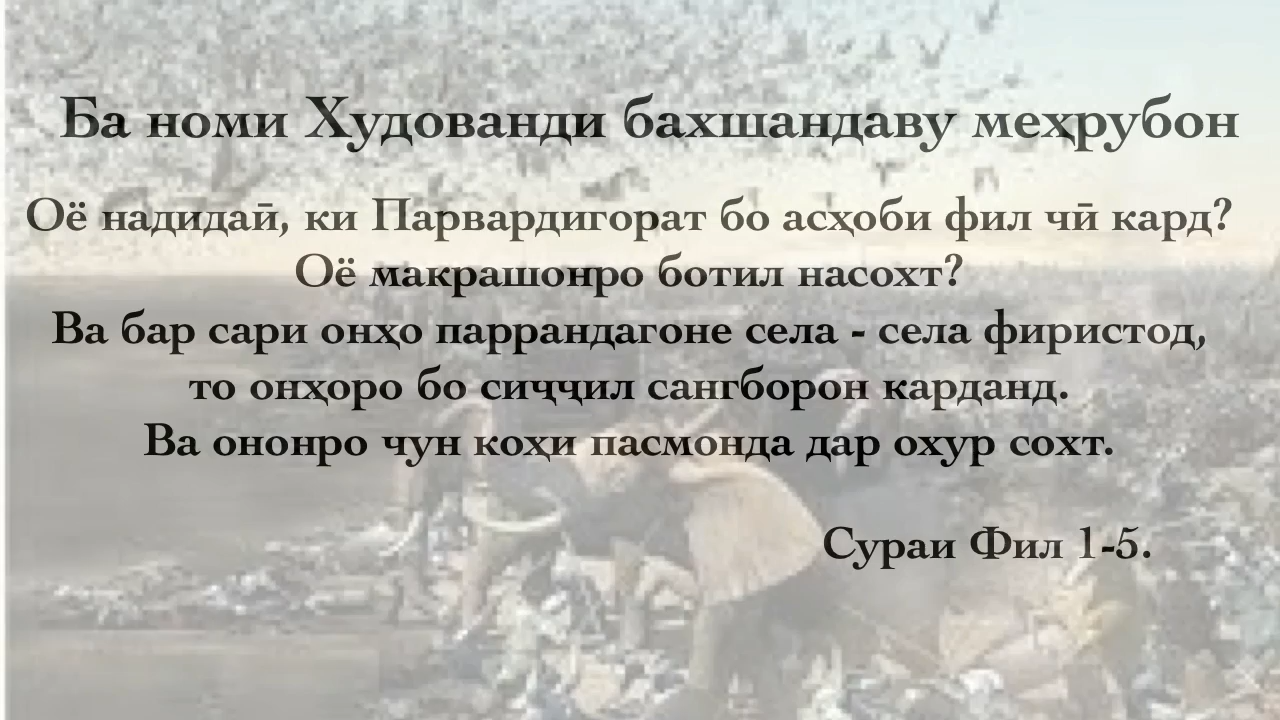 Ба номи Худованди бахшандаву меҳрубон
Оё надидаӣ, ки Парвардигорат бо асҳоби фил чӣ кард?
Оё макрашонро ботил насохт?
Ва бар сари онҳо паррандагоне села - села фиристод,
то онҳоро бо сиҷҷил сангборон карданд.
Ва ононро чун коҳи пасмонда дар охур сохт.
Сураи Фил 1-5.